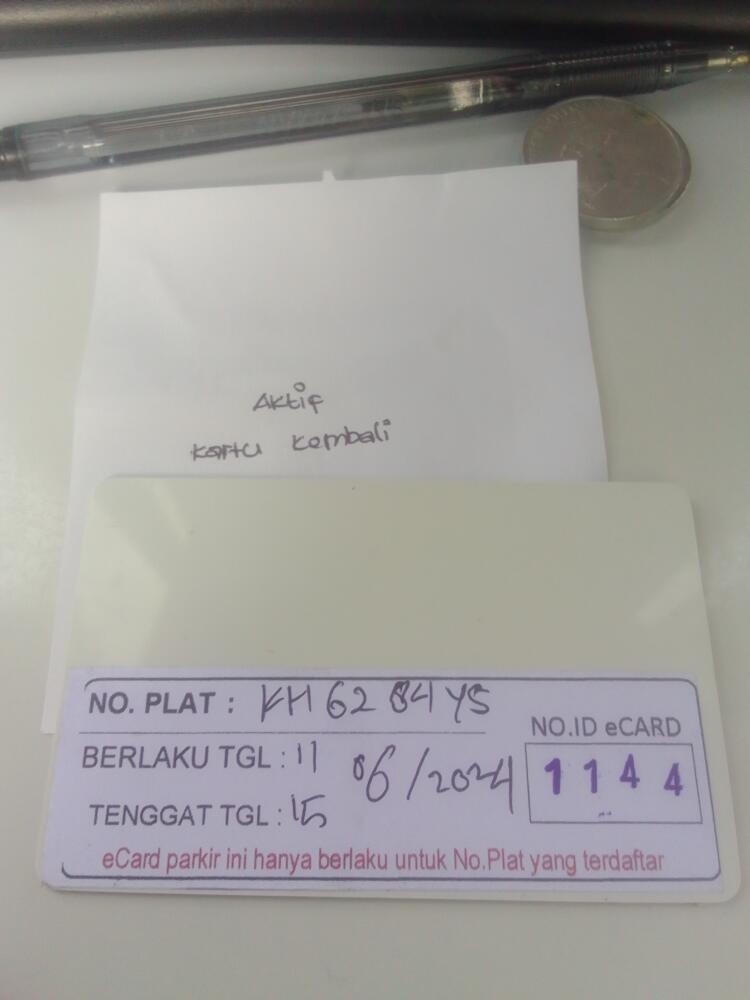 Aktif
Kartu Kembali
NO. PLAT : KH 6284 YS
NO.ID eCARD
BERLAKU TGL : 11 06/2024
1144
TENGGAT TGL : 15
eCard parkir ini hanya berlaku untuk No.Plat yang terdaftar